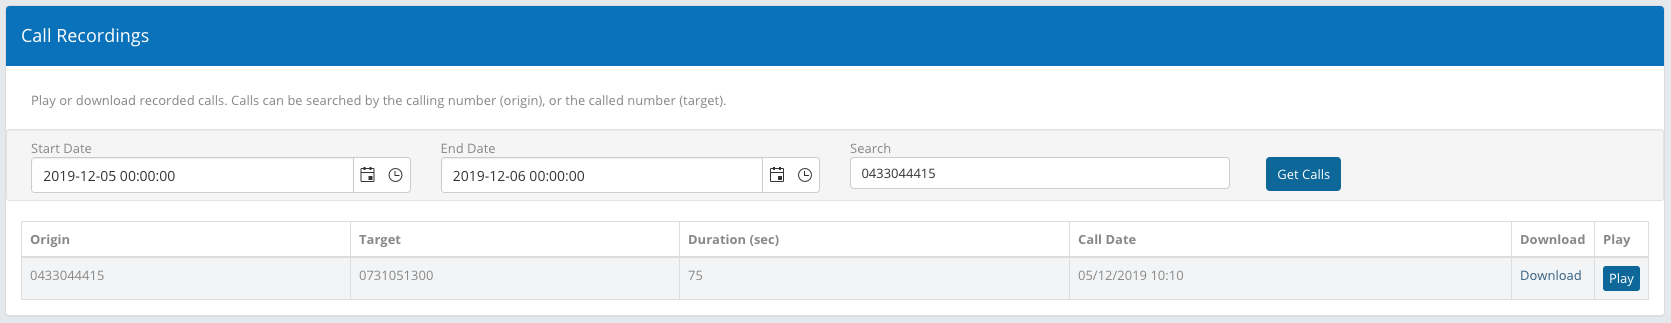 Call Recordings
Play or download recorded calls. Calls can be searched by the calling number (origin), or the called number (target).
Start Date End Date Search
2019-12-05 00:00:00 2019-12-06 00:00:00 0433044415 Get Calls
Origin Target Duration (sec) Call Date Download Play
0433044415 0731051300 75 05/12/2019 10:10 Download Play